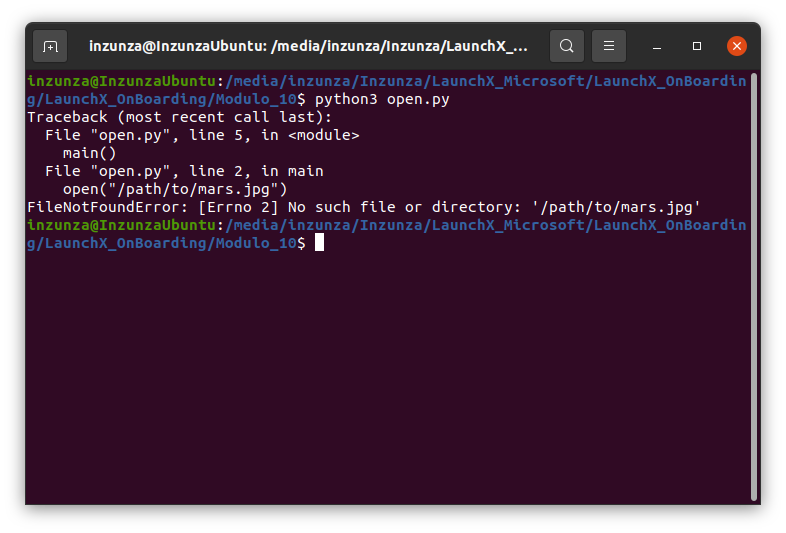 inzunza@InzunzaUbuntu: /media/inzunza/Inzunza/LaunchX_...
inzunza@InzunzaUbuntu:/media/inzunza/Inzunza/LaunchX_Microsoft/LaunchX_OnBoardin
g/LaunchX_OnBoarding/Modulo_10$ python3 open.py
Traceback (most recent call last):
  File "open.py", line 5, in <module>
    main()
  File "open.py", line 2, in main
    open("/path/to/mars.jpg")
FileNotFoundError: [Errno 2] No such file or directory: '/path/to/mars.jpg'
inzunza@InzunzaUbuntu:/media/inzunza/Inzunza/LaunchX_Microsoft/LaunchX_OnBoardin
g/LaunchX_OnBoarding/Modulo_10$